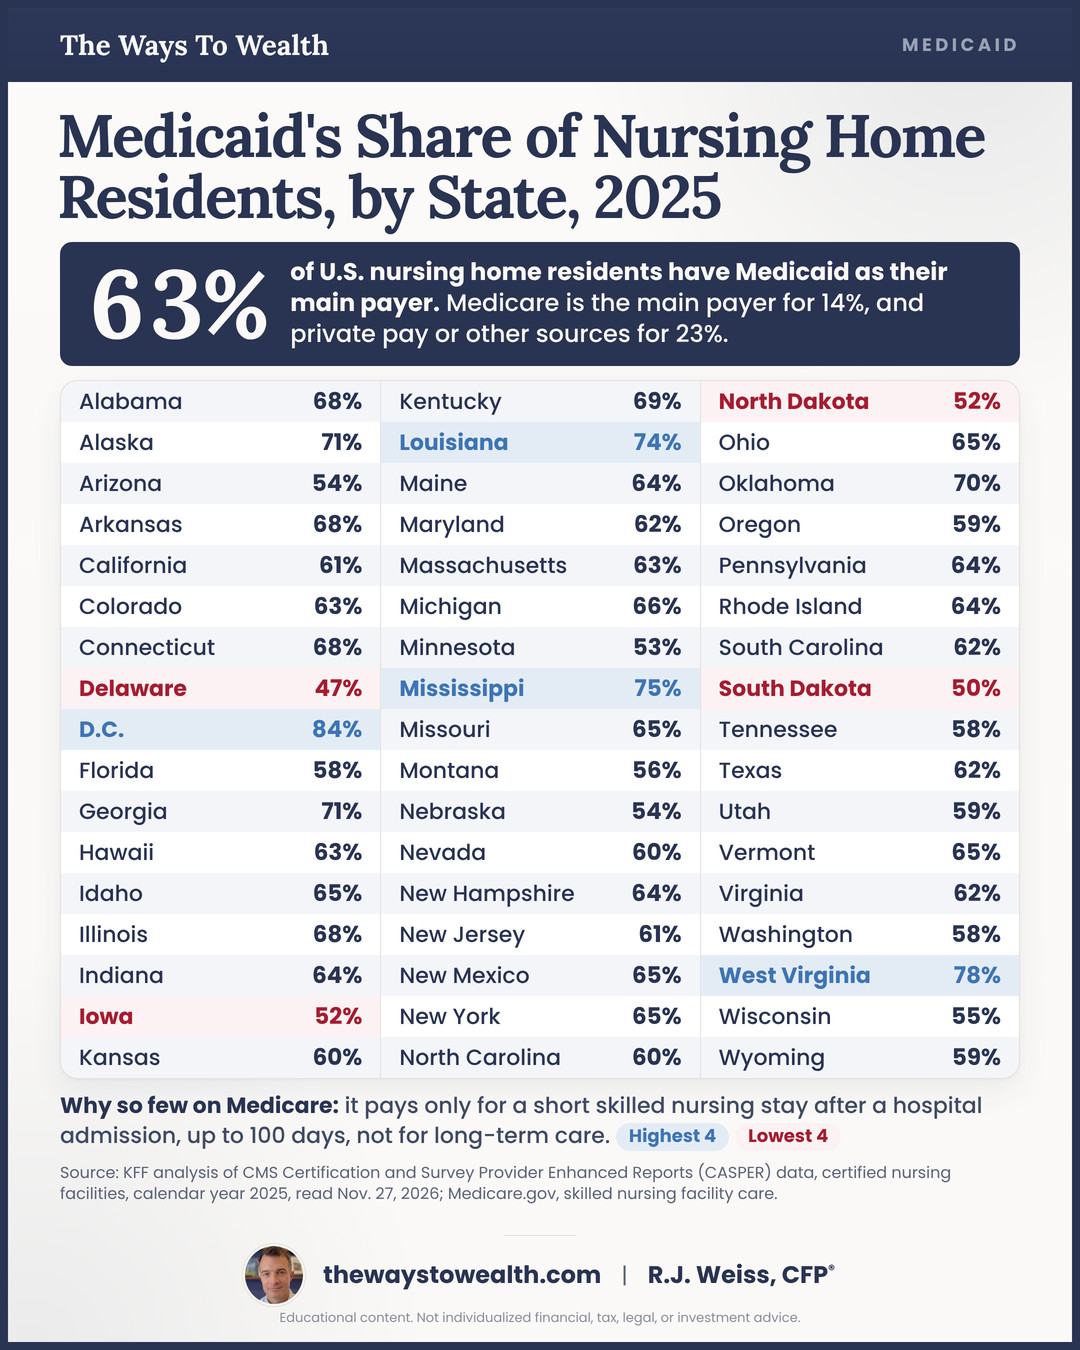 The Ways To Wealth
MEDICAID
Medicaid's Share of Nursing Home
Residents, by State, 2025
63%
of U.S. nursing home residents have Medicaid as their
main payer. Medicare is the main payer for 14%, and
private pay or other sources for 23%.
Alabama 68%
Alaska 71%
Arizona 54%
Arkansas 68%
California 61%
Colorado 63%
Connecticut 68%
Delaware 47%
D.C. 84%
Florida 58%
Georgia 71%
Hawaii 63%
Idaho 65%
Illinois 68%
Indiana 64%
Iowa 52%
Kansas 60%
Kentucky 69%
Louisiana 74%
Maine 64%
Maryland 62%
Massachusetts 63%
Michigan 66%
Minnesota 53%
Mississippi 75%
Missouri 65%
Montana 56%
Nebraska 54%
Nevada 60%
New Hampshire 64%
New Jersey 61%
New Mexico 65%
New York 65%
North Carolina 60%
North Dakota 52%
Ohio 65%
Oklahoma 70%
Oregon 59%
Pennsylvania 64%
Rhode Island 64%
South Carolina 62%
South Dakota 50%
Tennessee 58%
Texas 62%
Utah 59%
Vermont 65%
Virginia 62%
Washington 58%
West Virginia 78%
Wisconsin 55%
Wyoming 59%
Why so few on Medicare: it pays only for a short skilled nursing stay after a hospital
admission, up to 100 days, not for long-term care. Highest 4 Lowest 4
Source: KFF analysis of CMS Certification and Survey Provider Enhanced Reports (CASPER) data, certified nursing
facilities, calendar year 2025, read Nov. 27, 2026; Medicare.gov, skilled nursing facility care.
thewaystowealth.com | R.J. Weiss, CFP®
Educational content. Not individualized financial, tax, legal, or investment advice.